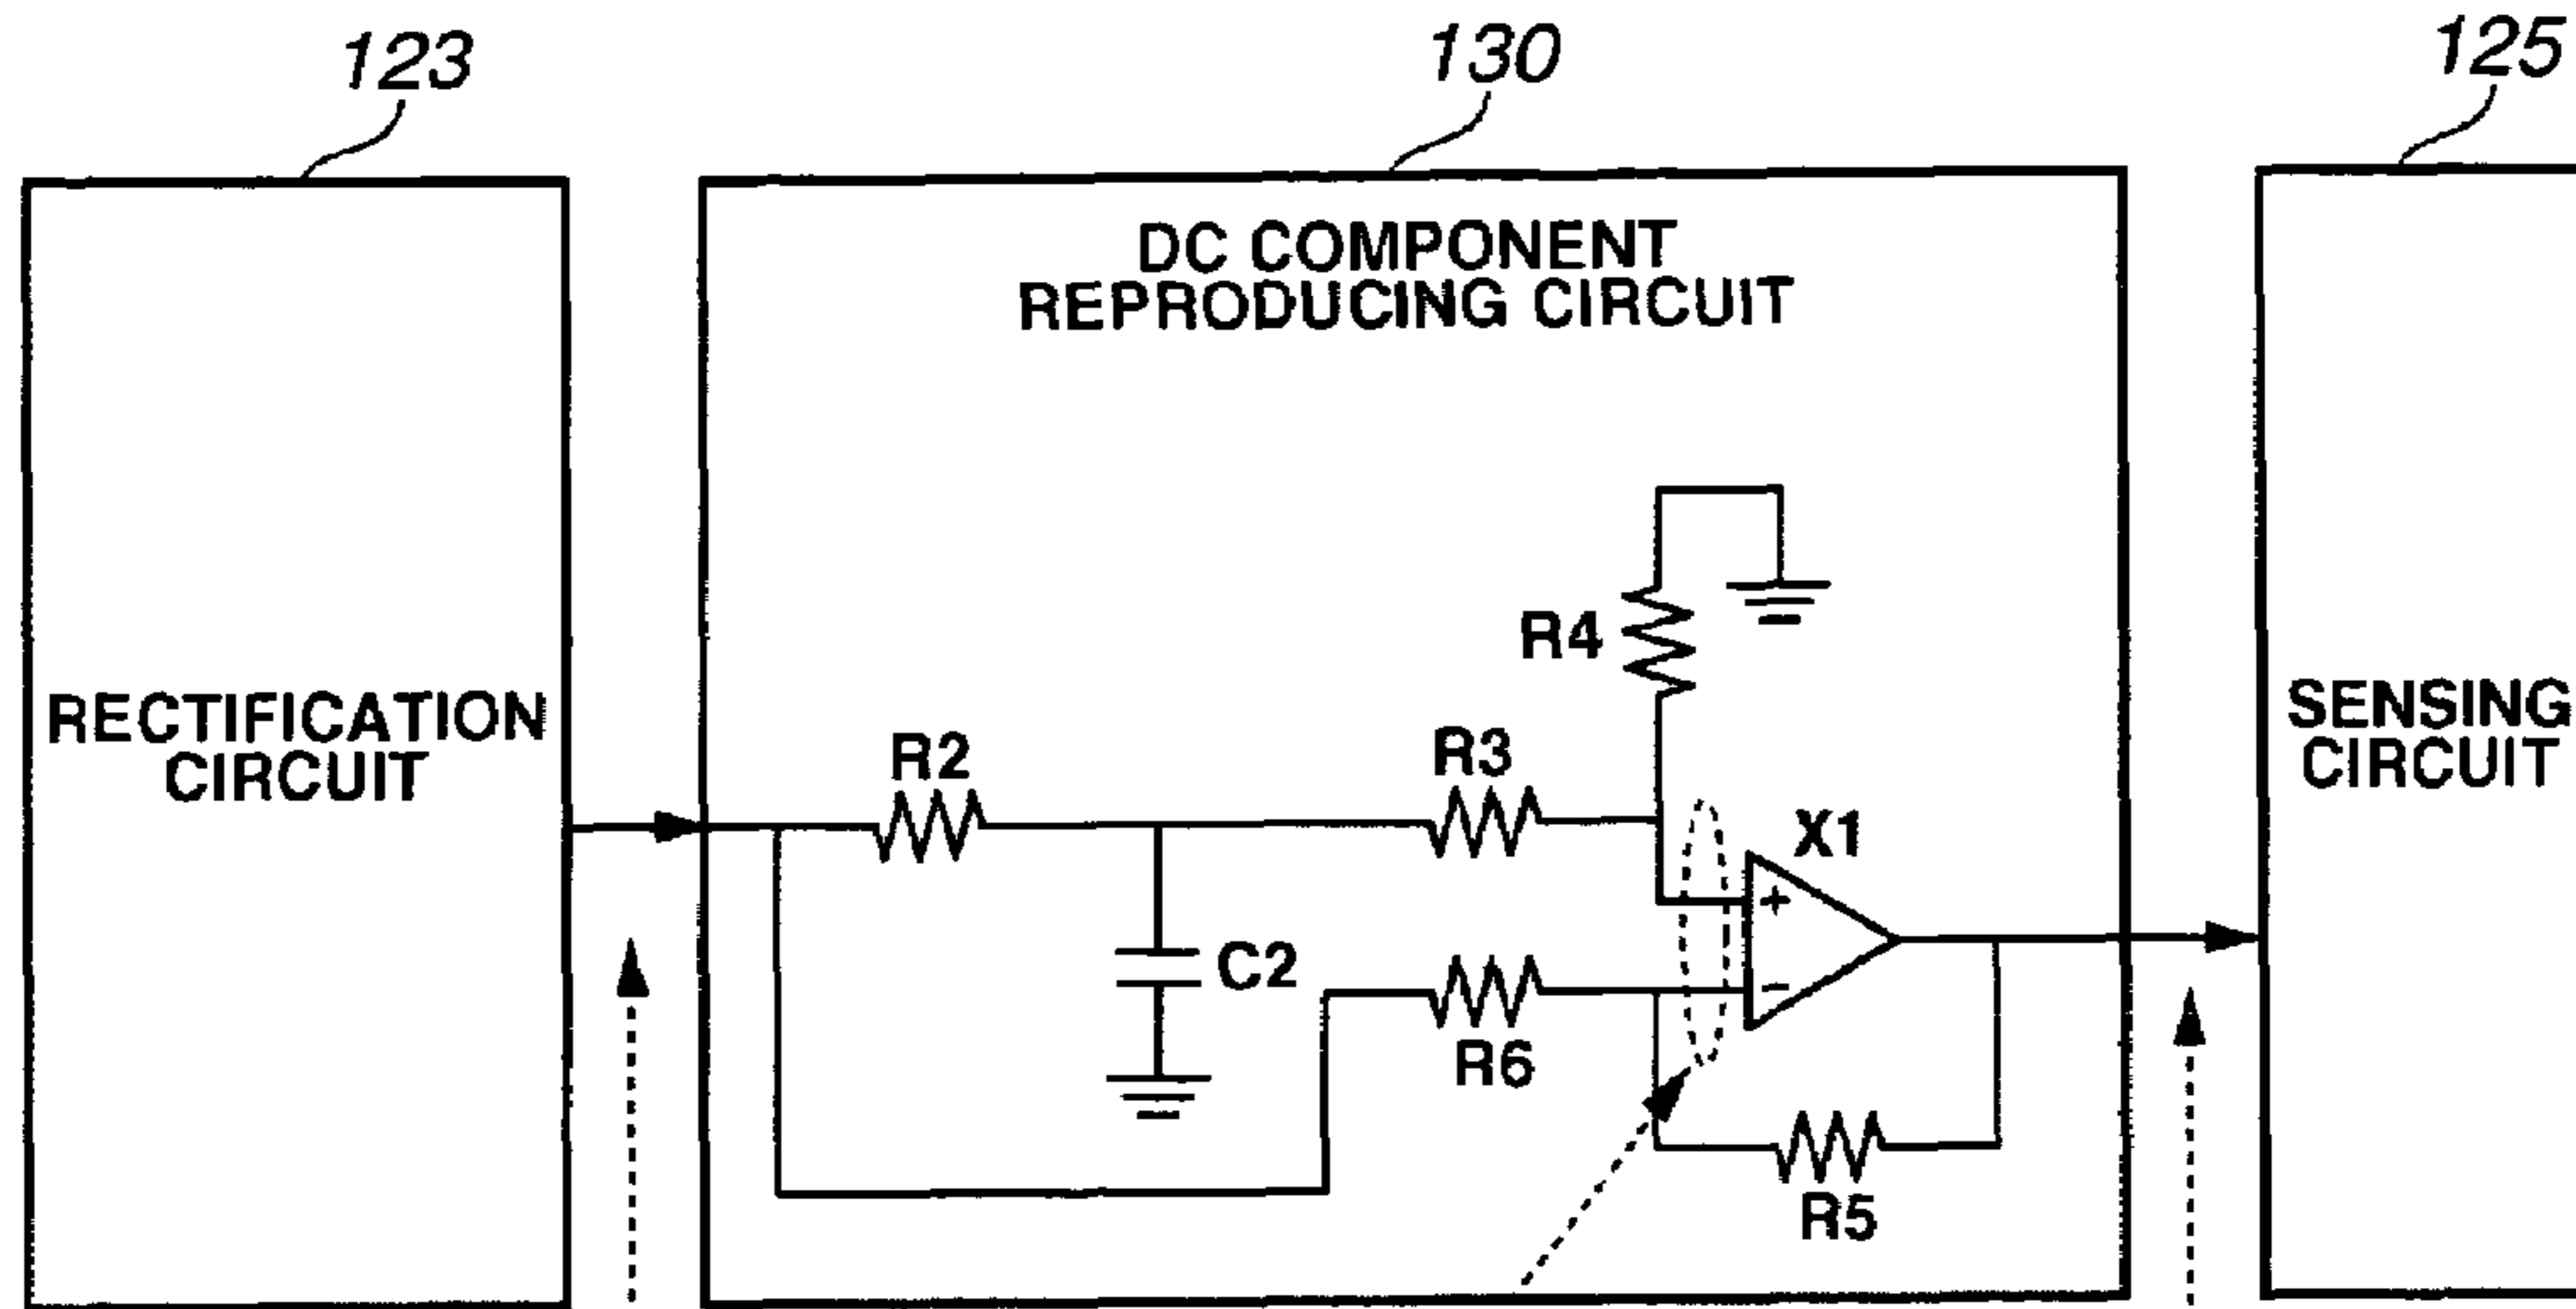 123
130
125
DC COMPONENT
REPRODUCING CIRCUIT
RECTIFICATION
CIRCUIT
SENSING
CIRCUIT
R4
R2
R3
X1
+
C2
−
R6
R5